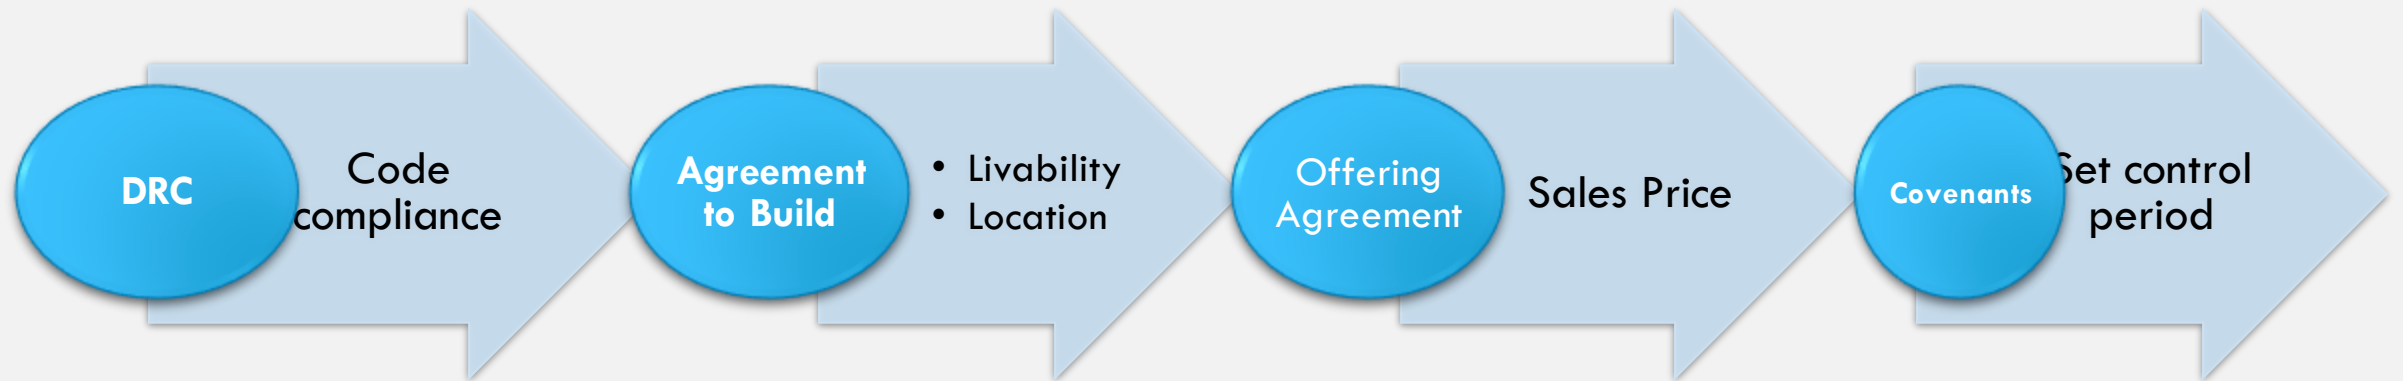 DRC
Code
compliance
Agreement
to Build
• Livability
• Location
Offering
Agreement
Sales Price
Covenants
Set control
period